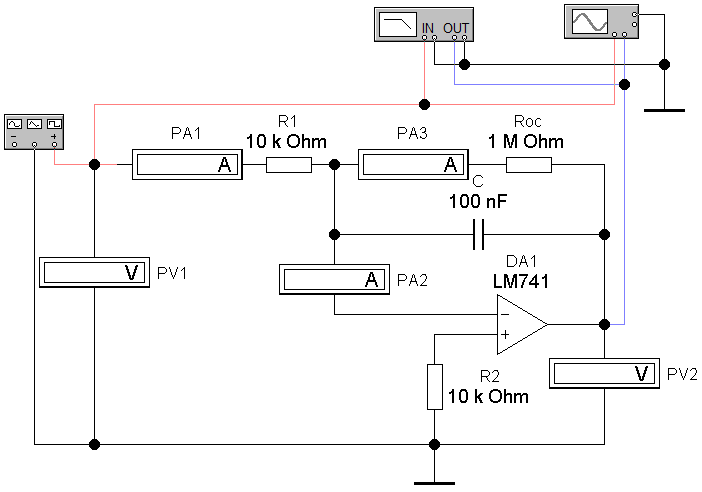 IN OUT
R1
Roc
PA1
10 k Ohm
PA3
1 M Ohm
A
A
C
100 nF
DA1
V
PV1
A
PA2
LM741
R2
10 k Ohm
V
PV2